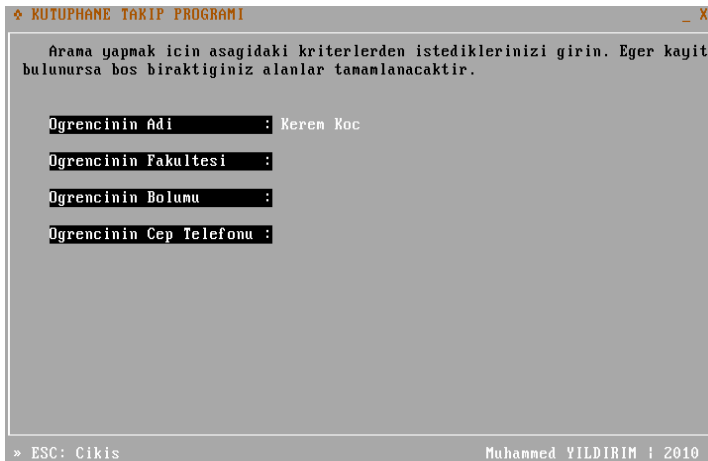 KUTUPHANE TAKIP PROGRAMI _ X
Arama yapmak icin asagidaki kriterlerden istediklerinizi girin. Eger kayit
bulunursa bos biraktiginiz alanlar tamamlanacaktir.
Ogrencinin Adi : Kerem Koc
Ogrencinin Fakultesi :
Ogrencinin Bolumu :
Ogrencinin Cep Telefonu :
» ESC: Cikis Muhammed YILDIRIM ¦ 2010